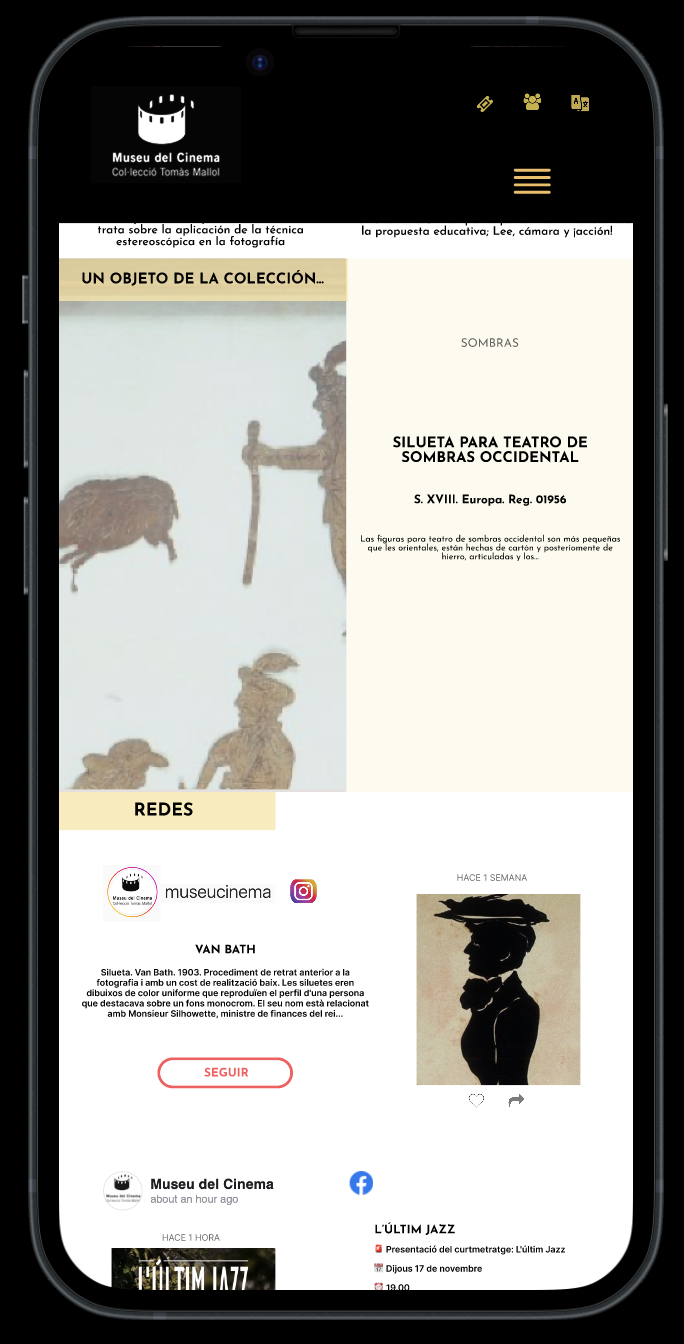 Museu del Cinema
Col·lecció Tomàs Mallol
trata sobre la aplicación de la técnica
estereoscópica en la fotografía
la propuesta educativa; Lee, cámara y ¡acción!
UN OBJETO DE LA COLECCIÓN...
SOMBRAS
SILUETA PARA TEATRO DE
SOMBRAS OCCIDENTAL
S. XVIII. Europa. Reg. 01956
Las figuras para teatro de sombras occidental son más pequeñas
que les orientales, están hechas de cartón y posteriomente de
hierro, articuladas y los...
REDES
Museu del Cinema
Col·lecció Tomàs Mallol
museucinema
VAN BATH
Silueta. Van Bath. 1903. Procediment de retrat anterior a la
fotografia i amb un cost de realització baix. Les siluetes eren
dibuixos de color uniforme que reproduïen el perfil d'una persona
que destacava sobre un fons monocrom. El seu nom està relacionat
amb Monsieur Silhowette, ministre de finances del rei...
SEGUIR
HACE 1 SEMANA
Museu del Cinema
about an hour ago
HACE 1 HORA
L'ÚLTIM JAZZ
L'ÚLTIM JAZZ
🚨 Presentació del curtmetratge: L'últim Jazz
📅 Dijous 17 de novembre
⏰ 19.00